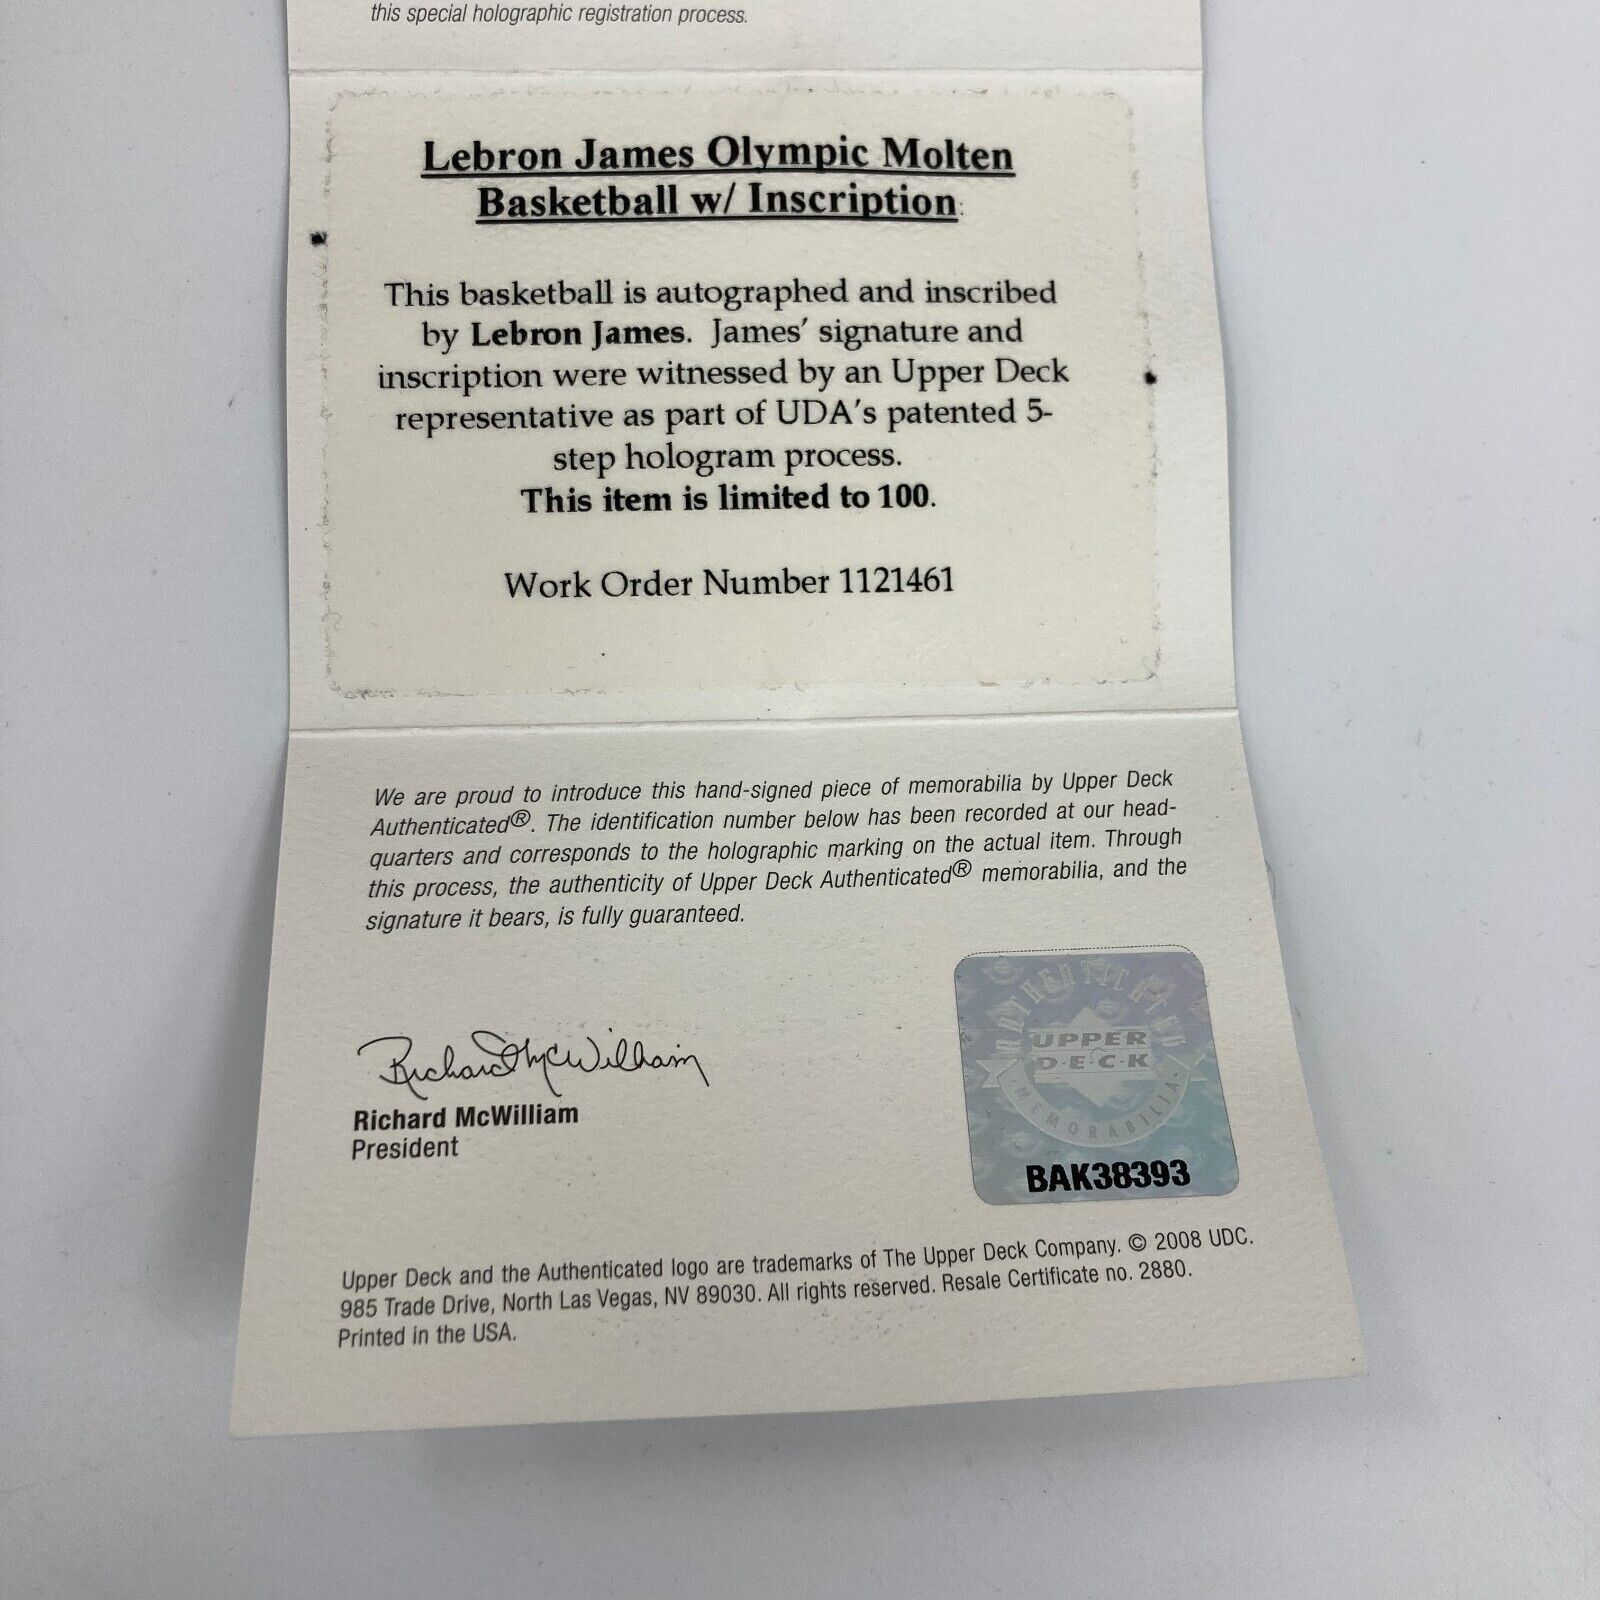 this special holographic registration process.
Lebron James Olympic Molten
Basketball w/ Inscription:
This basketball is autographed and inscribed
by Lebron James. James' signature and
inscription were witnessed by an Upper Deck
representative as part of UDA's patented 5-
step hologram process.
This item is limited to 100.
Work Order Number 1121461
We are proud to introduce this hand-signed piece of memorabilia by Upper Deck
Authenticated®. The identification number below has been recorded at our head-
quarters and corresponds to the holographic marking on the actual item. Through
this process, the authenticity of Upper Deck Authenticated® memorabilia, and the
signature it bears, is fully guaranteed.
Richard McWilliam
Richard McWilliam
President
AUTHENTICATED
UPPER
D·E·C·K
MEMORABILIA
BAK38393
Upper Deck and the Authenticated logo are trademarks of The Upper Deck Company. © 2008 UDC.
985 Trade Drive, North Las Vegas, NV 89030. All rights reserved. Resale Certificate no. 2880.
Printed in the USA.